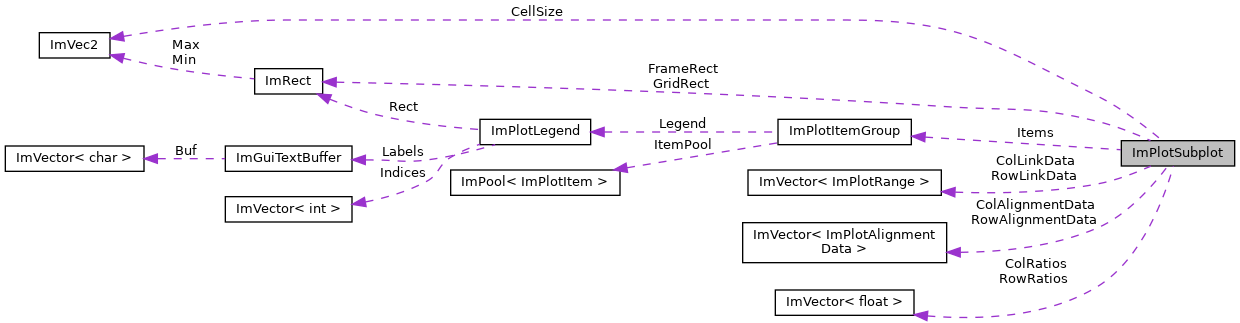 CellSize
ImVec2
Max
Min
ImRect
FrameRect
GridRect
Rect
ImPlotLegend
Legend
ImPlotItemGroup
Items
ImPlotSubplot
ImVector< char >
Buf
ImGuiTextBuffer
Labels
Indices
ItemPool
ImPool< ImPlotItem >
ColLinkData
RowLinkData
ImVector< ImPlotRange >
ImVector< int >
ColAlignmentData
RowAlignmentData
ImVector< ImPlotAlignment
Data >
ColRatios
RowRatios
ImVector< float >